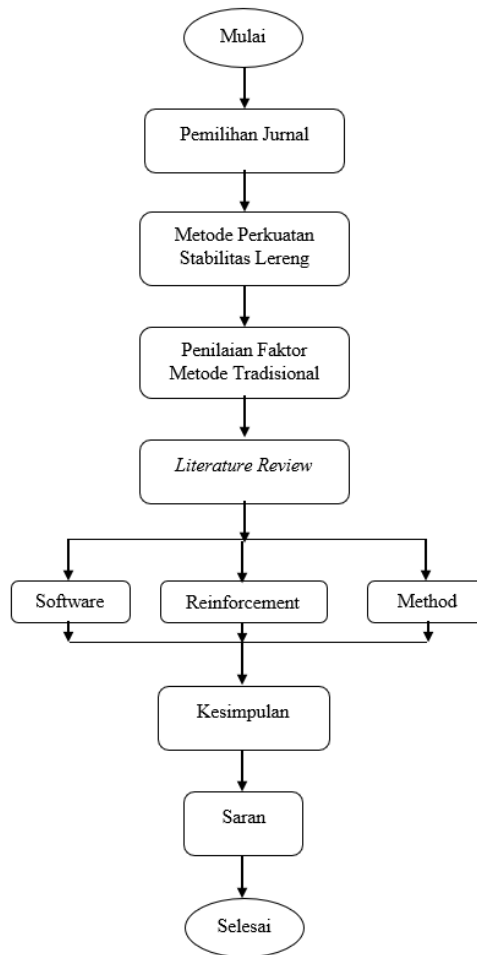 Mulai
Pemilihan Jurnal
Metode Perkuatan
Stabilitas Lereng
Penilaian Faktor
Metode Tradisional
Literature Review
Software
Reinforcement
Method
Kesimpulan
Saran
Selesai